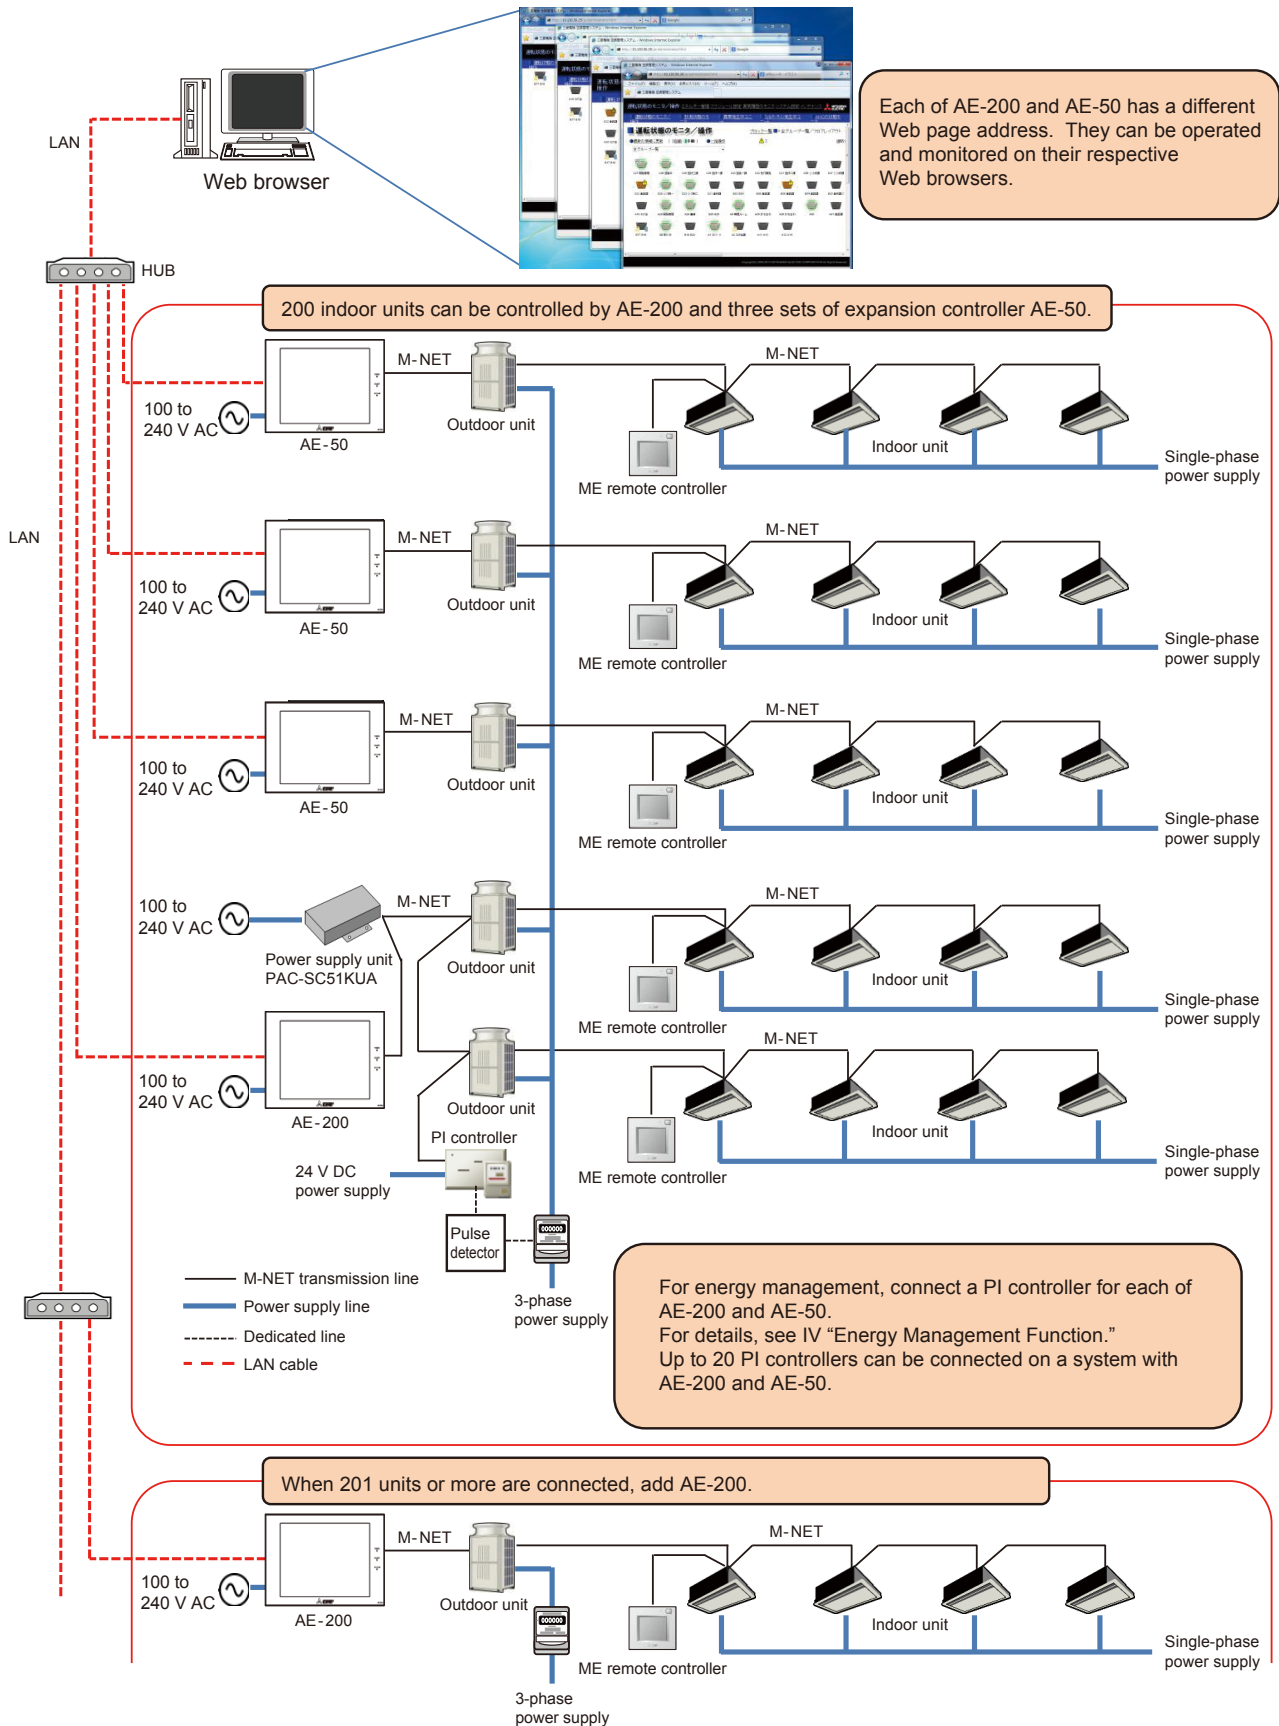 LAN
Web browser
HUB
Each of AE-200 and AE-50 has a different
Web page address.  They can be operated
and monitored on their respective
Web browsers.
運転状態のモニタ／操作
200 indoor units can be controlled by AE-200 and three sets of expansion controller AE-50.
M-NET
M-NET
100 to
240 V AC
AE-50
Outdoor unit
Indoor unit
ME remote controller
Single-phase
power supply
LAN
M-NET
M-NET
100 to
240 V AC
AE-50
Outdoor unit
Indoor unit
ME remote controller
Single-phase
power supply
M-NET
M-NET
100 to
240 V AC
AE-50
Outdoor unit
Indoor unit
ME remote controller
Single-phase
power supply
M-NET
M-NET
100 to
240 V AC
Power supply unit
PAC-SC51KUA
Outdoor unit
Indoor unit
ME remote controller
Single-phase
power supply
M-NET
100 to
240 V AC
AE-200
Outdoor unit
Indoor unit
ME remote controller
Single-phase
power supply
PI controller
24 V DC
power supply
Pulse
detector
3-phase
power supply
M-NET transmission line
Power supply line
Dedicated line
LAN cable
For energy management, connect a PI controller for each of
AE-200 and AE-50.
For details, see IV “Energy Management Function.”
Up to 20 PI controllers can be connected on a system with
AE-200 and AE-50.
When 201 units or more are connected, add AE-200.
M-NET
M-NET
100 to
240 V AC
AE-200
Outdoor unit
Indoor unit
ME remote controller
Single-phase
power supply
3-phase
power supply